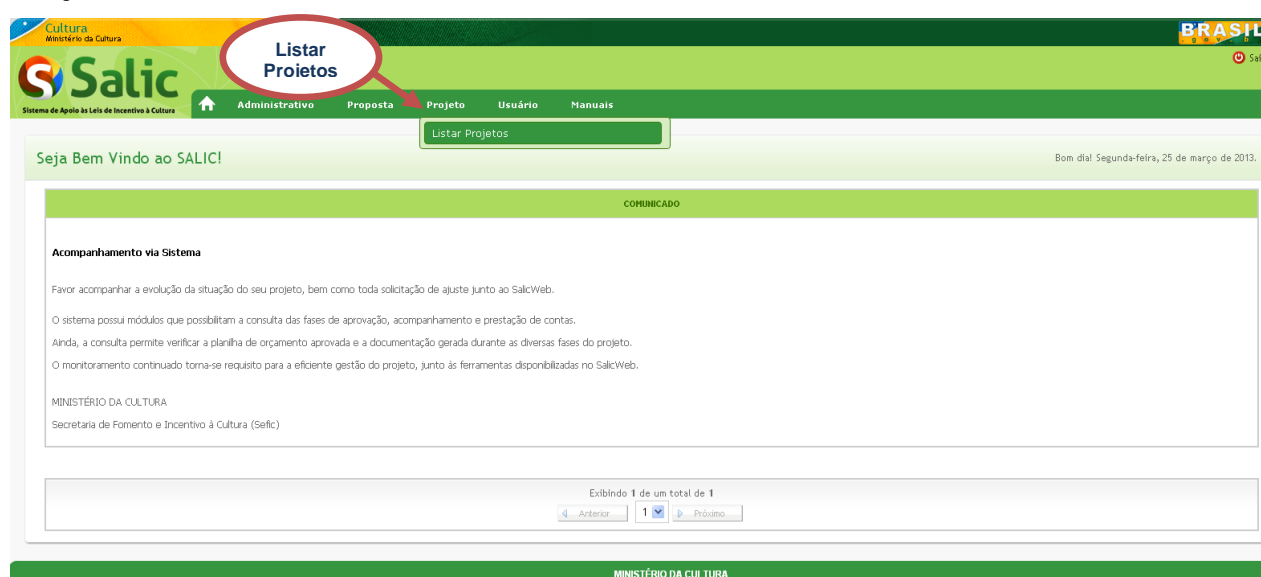 Cultura
Ministério da Cultura
BRASIL
Listar
Projetos
Salic
Sistema de Apoio às Leis de Incentivo à Cultura
Administrativo Proposta Projeto Usuário Manuais
Listar Projetos
Seja Bem Vindo ao SALIC!
Bom dia! Segunda-feira, 25 de março de 2013.
COMUNICADO
Acompanhamento via Sistema
Favor acompanhar a evolução da situação do seu projeto, bem como toda solicitação de ajuste junto ao SalicWeb.
O sistema possui módulos que possibilitam a consulta das fases de aprovação, acompanhamento e prestação de contas.
Ainda, a consulta permite verificar a planilha de orçamento aprovada e a documentação gerada durante as diversas fases do projeto.
O monitoramento continuado torna-se requisito para a eficiente gestão do projeto, junto às ferramentas disponibilizadas no SalicWeb.
MINISTÉRIO DA CULTURA
Secretaria de Fomento e Incentivo à Cultura (Sefic)
Exibindo 1 de um total de 1
Anterior 1 Próximo
MINISTÉRIO DA CULTURA